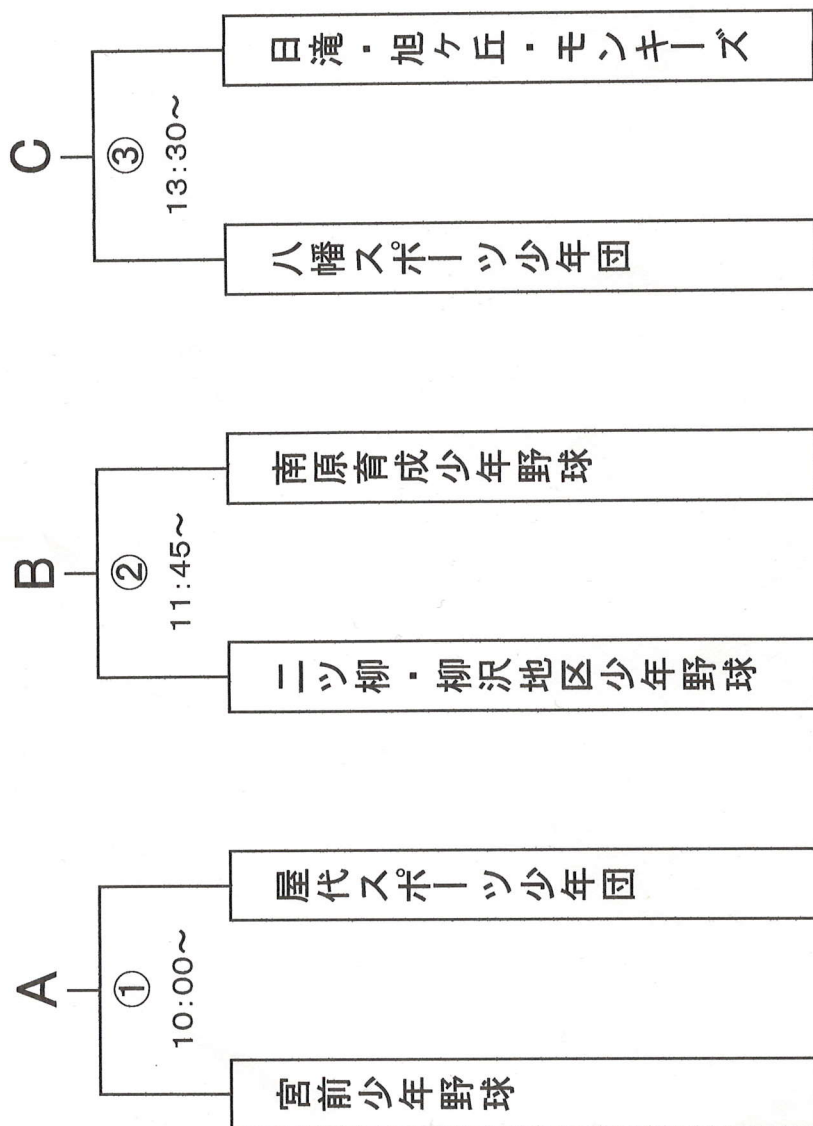 A
①
10:00～
宮前少年野球
屋代スポーツ少年団
B
②
11:45～
二ツ柳・柳沢地区少年野球
南原育成少年野球
C
③
13:30～
八幡スポーツ少年団
日滝・旭ケ丘・モンキーズ